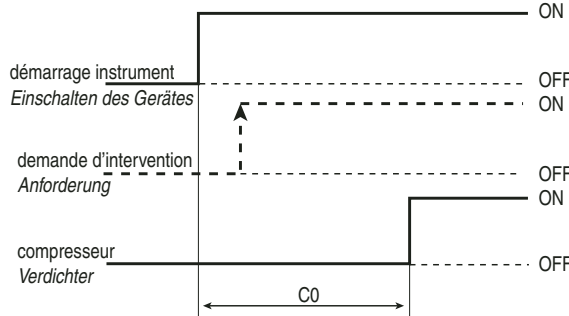 ON
démarrage instrument
OFF
Einschalten des Gerätes
ON
demande d'intervention
OFF
Anforderung
ON
compresseur
OFF
Verdichter
C0